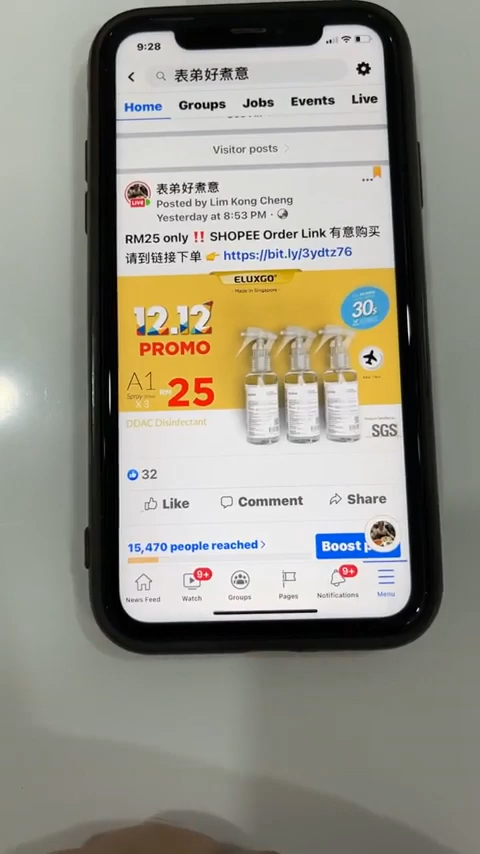 9:28
表弟好煮意
Home Groups Jobs Events Live
Visitor posts
表弟好煮意
LIVE
Posted by Lim Kong Cheng
Yesterday at 8:53 PM ·
RM25 only ‼️ SHOPEE Order Link 有意购买
请到链接下单 👉 https://bit.ly/3ydtz76
ELUXGO
- Made in Singapore -
12.12
PROMO
30s
A1
X 3
RM 25
DDAC Disinfectant
SGS
32
Like Comment Share
15,470 people reached
Boost
9+ 9+
News Feed Watch Groups Pages Notifications Menu